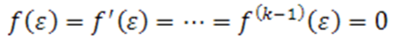 f(ε) = f′(ε) = ⋯ = f^(k−1)(ε) = 0